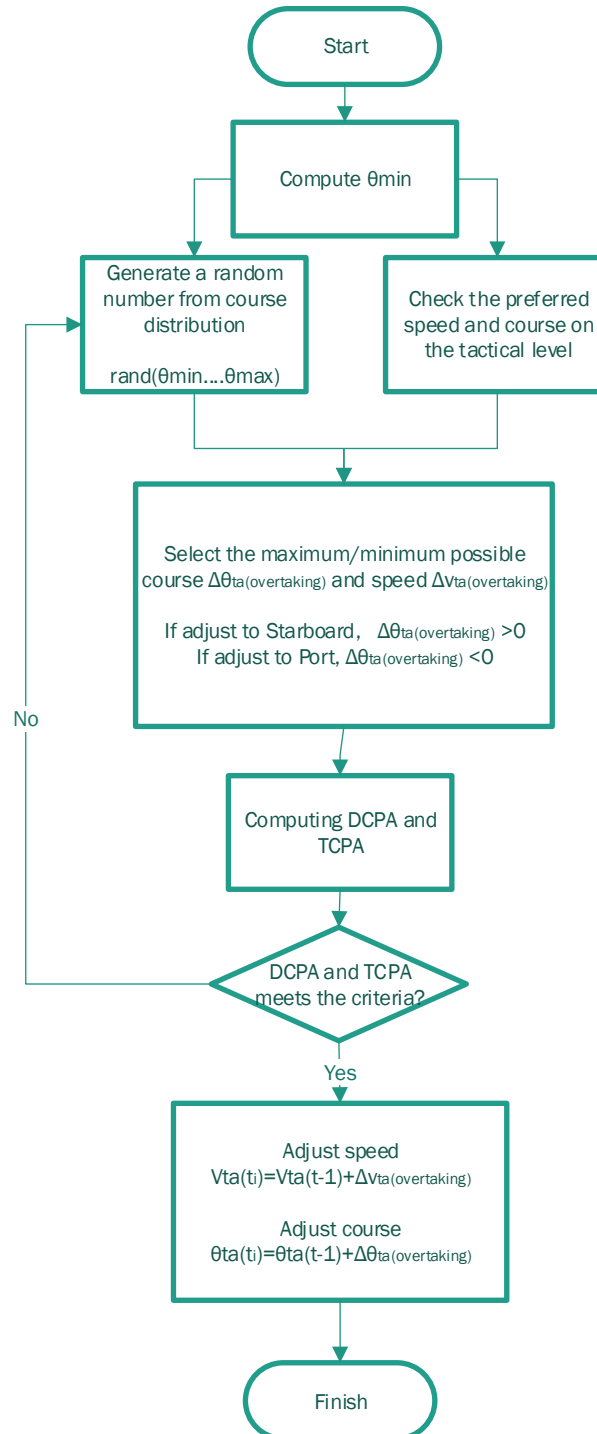 Start
Compute θmin
Generate a random
number from course
distribution
rand(θmin....θmax)
Check the preferred
speed and course on
the tactical level
Select the maximum/minimum possible
course Δθta(overtaking) and speed Δvta(overtaking)
If adjust to Starboard, Δθta(overtaking) >0
If adjust to Port, Δθta(overtaking) <0
No
Computing DCPA and
TCPA
DCPA and TCPA
meets the criteria?
Yes
Adjust speed
Vta(ti)=Vta(t-1)+Δvta(overtaking)
Adjust course
θta(ti)=θta(t-1)+Δθta(overtaking)
Finish